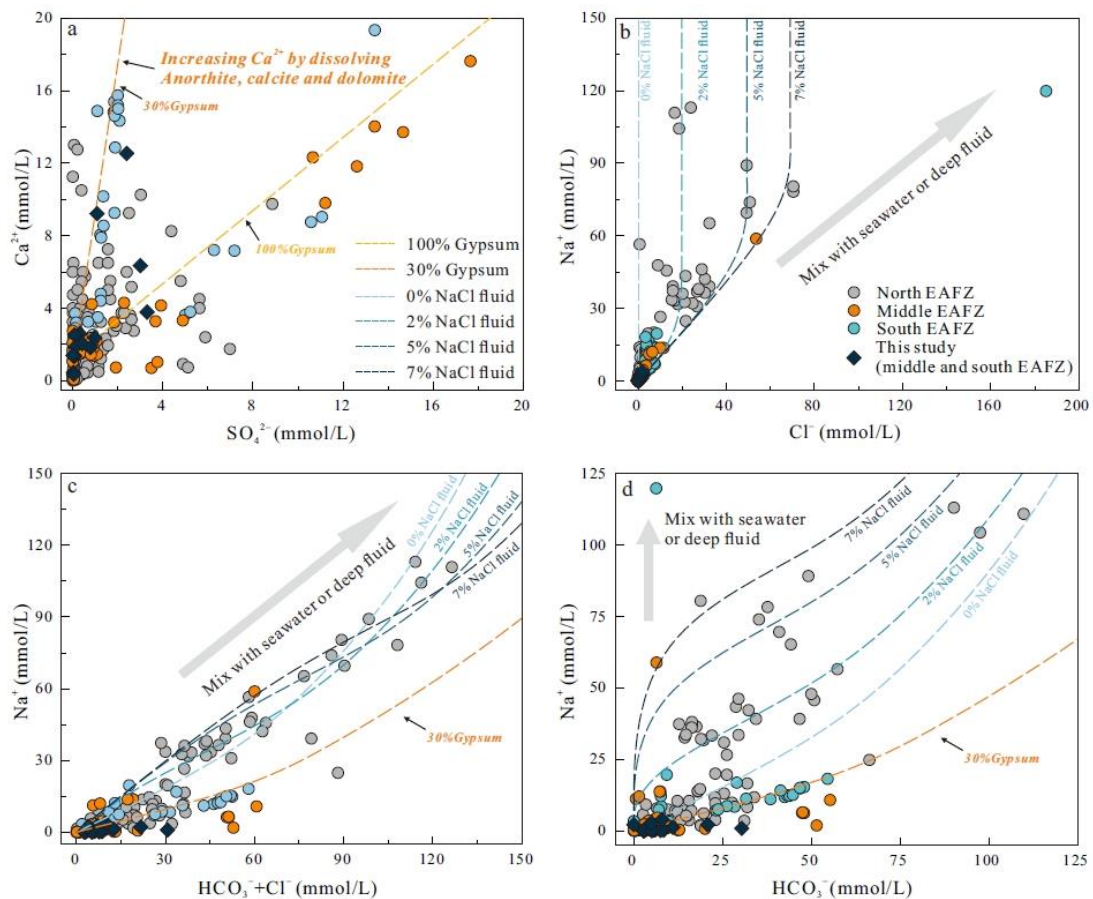 a
Increasing Ca²⁺ by dissolving
Anorthite, calcite and dolomite
30%Gypsum
100%Gypsum
100% Gypsum
30% Gypsum
0% NaCl fluid
2% NaCl fluid
5% NaCl fluid
7% NaCl fluid
20
16
12
8
4
0
Ca²⁺(mmol/L)
0 4 8 12 16 20
SO₄²⁻ (mmol/L)
b
0% NaCl fluid
2% NaCl fluid
5% NaCl fluid
7% NaCl fluid
Mix with seawater or deep fluid
North EAFZ
Middle EAFZ
South EAFZ
This study
(middle and south EAFZ)
150
120
90
60
30
0
Na⁺ (mmol/L)
0 40 80 120 160 200
Cl⁻ (mmol/L)
c
Mix with seawater or deep fluid
0% NaCl fluid
2% NaCl fluid
5% NaCl fluid
7% NaCl fluid
30%Gypsum
150
120
90
60
30
0
Na⁺ (mmol/L)
0 30 60 90 120 150
HCO₃⁻+Cl⁻ (mmol/L)
d
Mix with seawater
or deep fluid
7% NaCl fluid
5% NaCl fluid
2% NaCl fluid
0% NaCl fluid
30%Gypsum
125
100
75
50
25
0
Na⁺ (mmol/L)
0 25 50 75 100 125
HCO₃⁻(mmol/L)